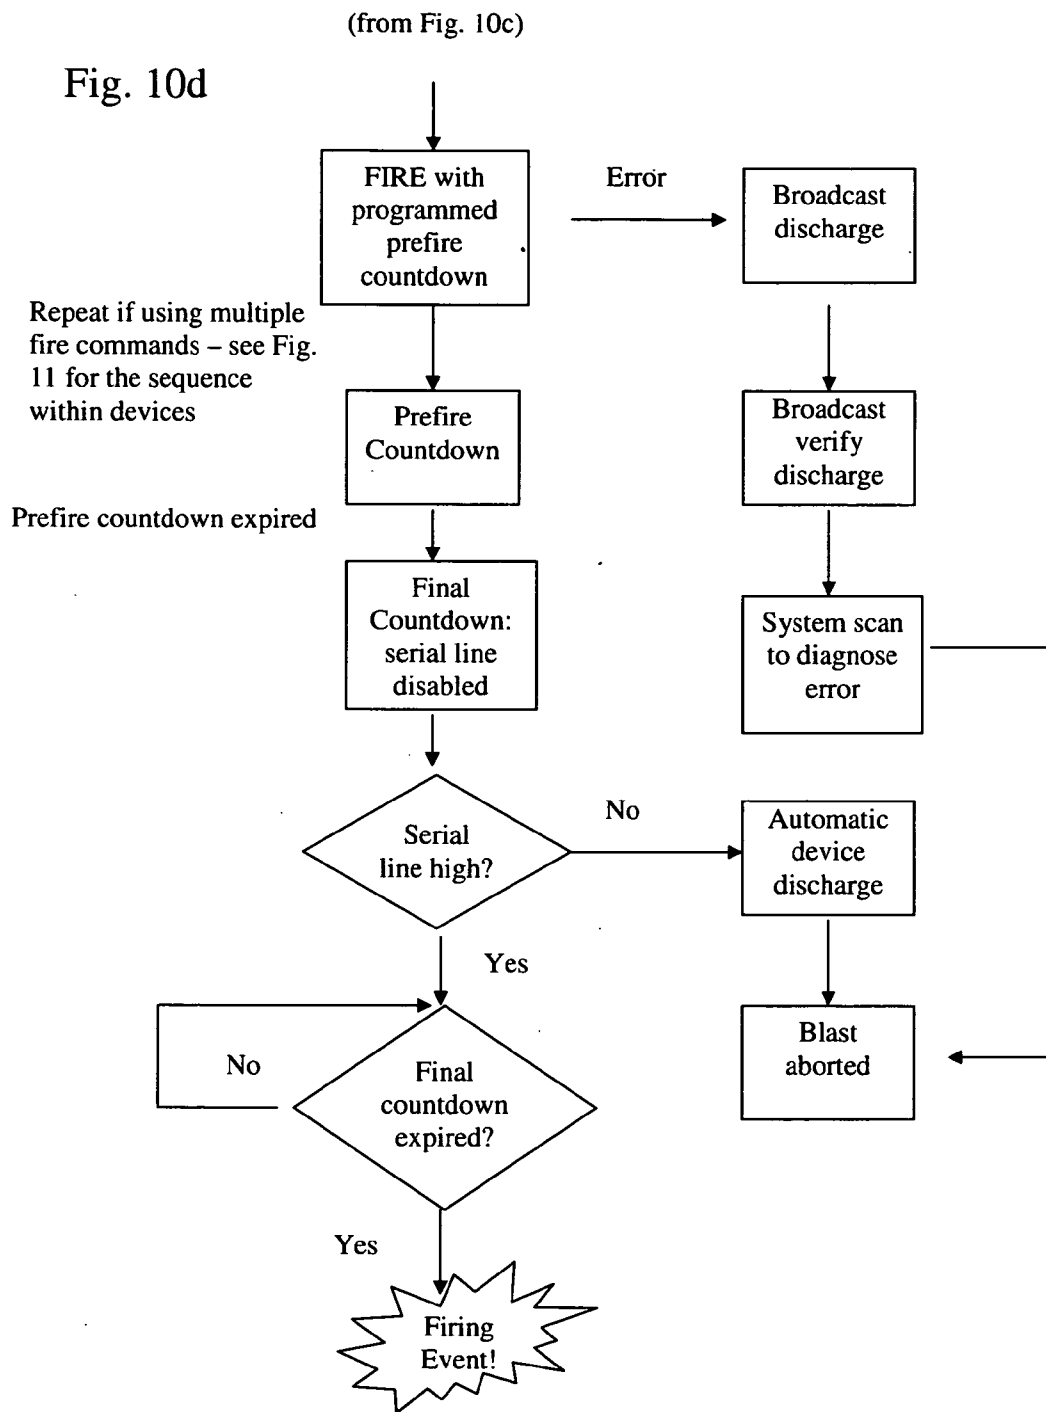 (from Fig. 10c)
Fig. 10d
FIRE with
programmed
prefire
countdown
Error
Broadcast
discharge
Repeat if using multiple
fire commands – see Fig.
11 for the sequence
within devices
Prefire
Countdown
Broadcast
verify
discharge
Prefire countdown expired
Final
Countdown:
serial line
disabled
System scan
to diagnose
error
Serial
line high?
No
Automatic
device
discharge
Yes
Blast
aborted
No
Final
countdown
expired?
Yes
Firing
Event!